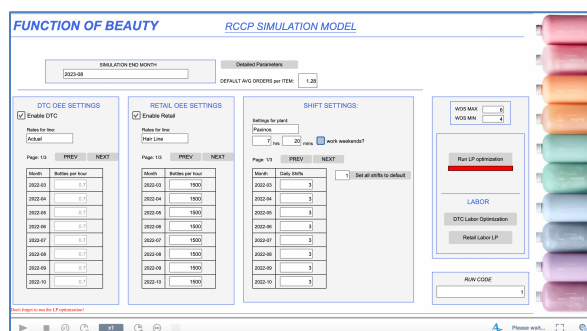 FUNCTION OF BEAUTY
RCCP SIMULATION MODEL
SIMULATION END MONTH
2023-08
Detailed Parameters
DEFAULT AVG ORDERS per ITEM:
1.28
DTC OEE SETTINGS
Enable DTC
Rates for line:
Actual
Page: 1/3
PREV
NEXT
Month
Bottles per hour
2022-03
0.7
2022-04
0.7
2022-05
0.7
2022-06
0.7
2022-07
0.7
2022-08
0.7
2022-09
0.7
2022-10
0.7
RETAIL OEE SETTINGS
Enable Retail
Rates for line:
Hair Line
Page: 1/3
PREV
NEXT
Month
Bottles per hour
2022-03
1500
2022-04
1500
2022-05
1500
2022-06
1500
2022-07
1500
2022-08
1500
2022-09
1500
2022-10
1500
SHIFT SETTINGS:
Settings for plant:
Paxinos
7 hrs 20 mins
work weekends?
Page: 1/3
PREV
NEXT
1
Set all shifts to default
Month
Daily Shifts
2022-03
3
2022-04
3
2022-05
3
2022-06
3
2022-07
3
2022-08
3
2022-09
3
2022-10
3
WOS MAX
6
WOS MIN
4
Run LP optimization
LABOR
DTC Labor Optimization
Retail Labor LP
RUN CODE
1
Don't forget to run the LP optimization!
x1
Please wait...